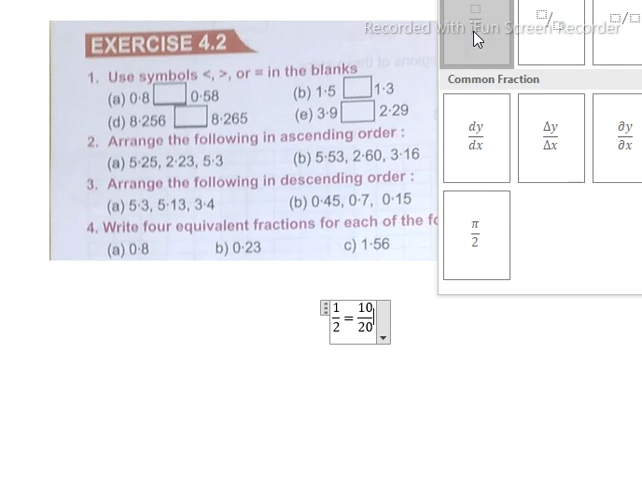 Recorded with iFun Screen Recorder
EXERCISE 4.2
1. Use symbols <, >, or = in the blanks
(a) 0·8 0·58 (b) 1·5 1·3
(d) 8·256 8·265 (e) 3·9 2·29
2. Arrange the following in ascending order :
(a) 5·25, 2·23, 5·3 (b) 5·53, 2·60, 3·16
3. Arrange the following in descending order :
(a) 5·3, 5·13, 3·4 (b) 0·45, 0·7, 0·15
4. Write four equivalent fractions for each of the
(a) 0·8 b) 0·23 c) 1·56
Common Fraction
dy/dx Δy/Δx ∂y/∂x
π/2
1/2 = 10/20